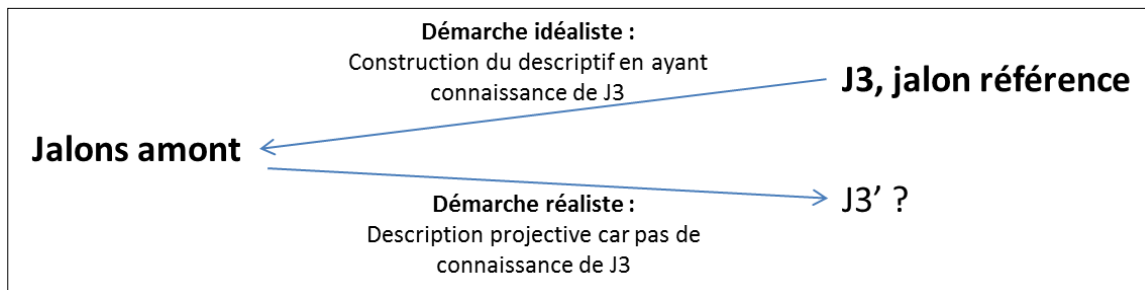 Démarche idéaliste :
Construction du descriptif en ayant
connaissance de J3
J3, jalon référence
Jalons amont
J3’ ?
Démarche réaliste :
Description projective car pas de
connaissance de J3